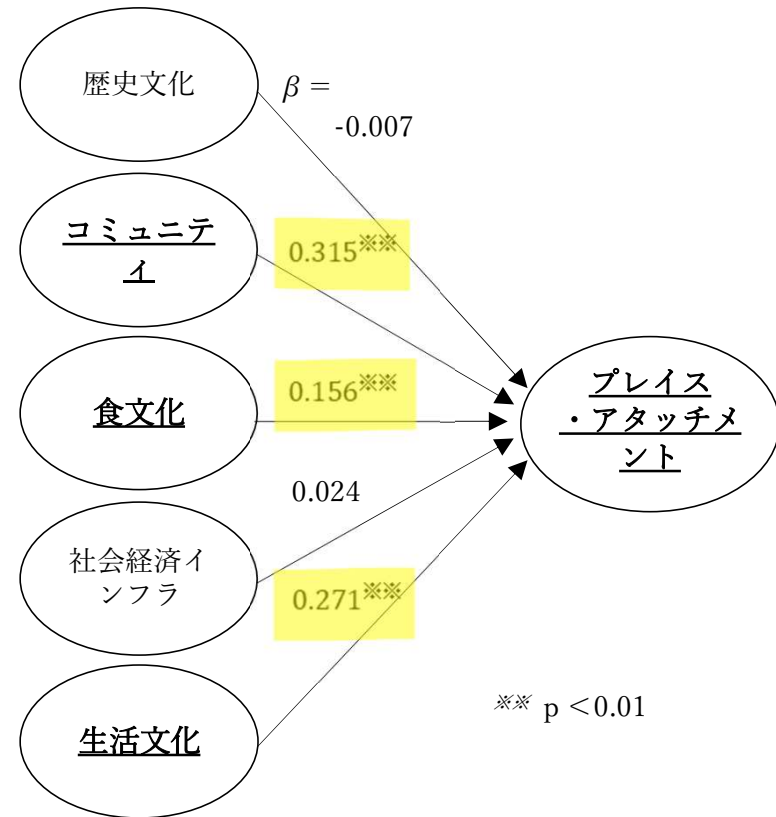 歴史文化
β =
-0.007
コミュニテ
ィ
0.315※※
食文化
0.156※※
プレイス
・アタッチメ
ント
0.024
社会経済イ
ンフラ
0.271※※
生活文化
※※ p <0.01